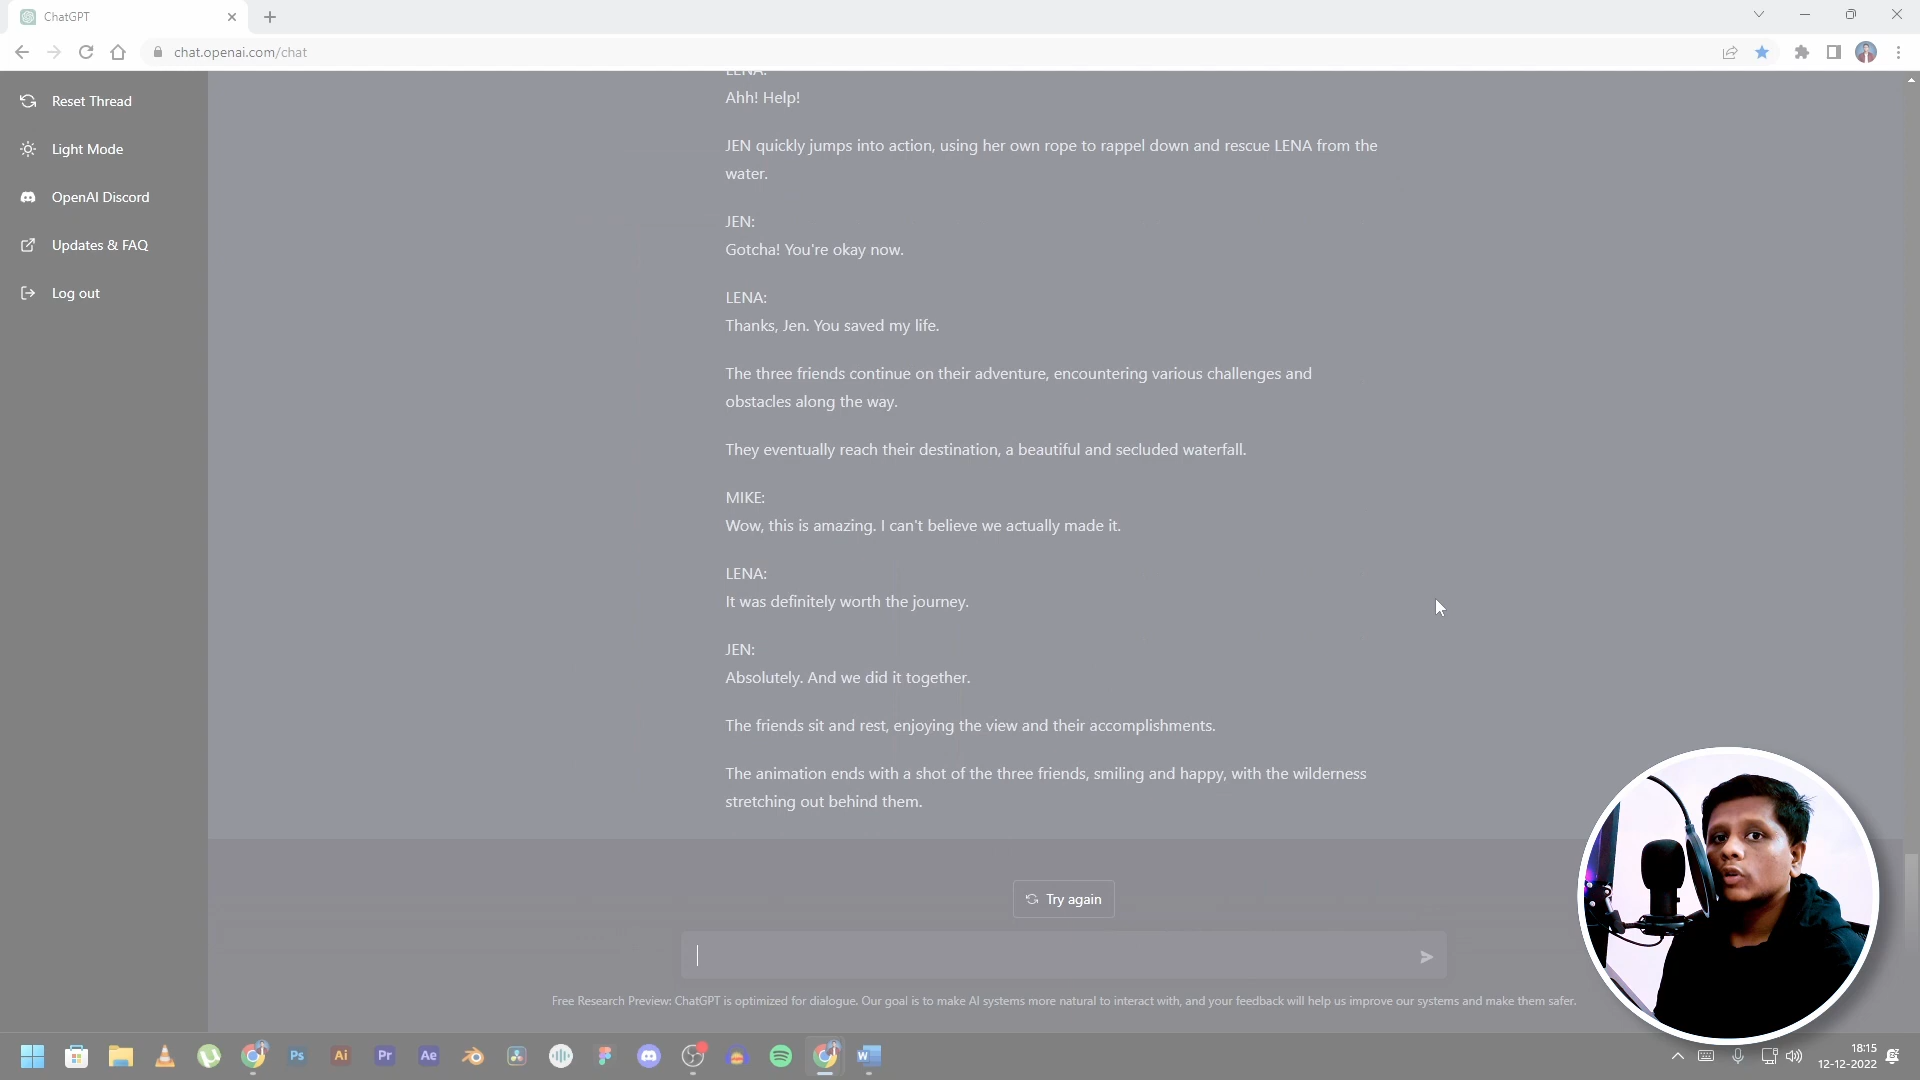 ChatGPT
chat.openai.com/chat
Reset Thread
Light Mode
OpenAI Discord
Updates & FAQ
Log out
LENA:
Ahh! Help!
JEN quickly jumps into action, using her own rope to rappel down and rescue LENA from the
water.
JEN:
Gotcha! You're okay now.
LENA:
Thanks, Jen. You saved my life.
The three friends continue on their adventure, encountering various challenges and
obstacles along the way.
They eventually reach their destination, a beautiful and secluded waterfall.
MIKE:
Wow, this is amazing. I can't believe we actually made it.
LENA:
It was definitely worth the journey.
JEN:
Absolutely. And we did it together.
The friends sit and rest, enjoying the view and their accomplishments.
The animation ends with a shot of the three friends, smiling and happy, with the wilderness
stretching out behind them.
Try again
Free Research Preview: ChatGPT is optimized for dialogue. Our goal is to make AI systems more natural to interact with, and your feedback will help us improve our systems and make them safer.
Ps
Ai
Pr
Ae
W
18:15
12-12-2022